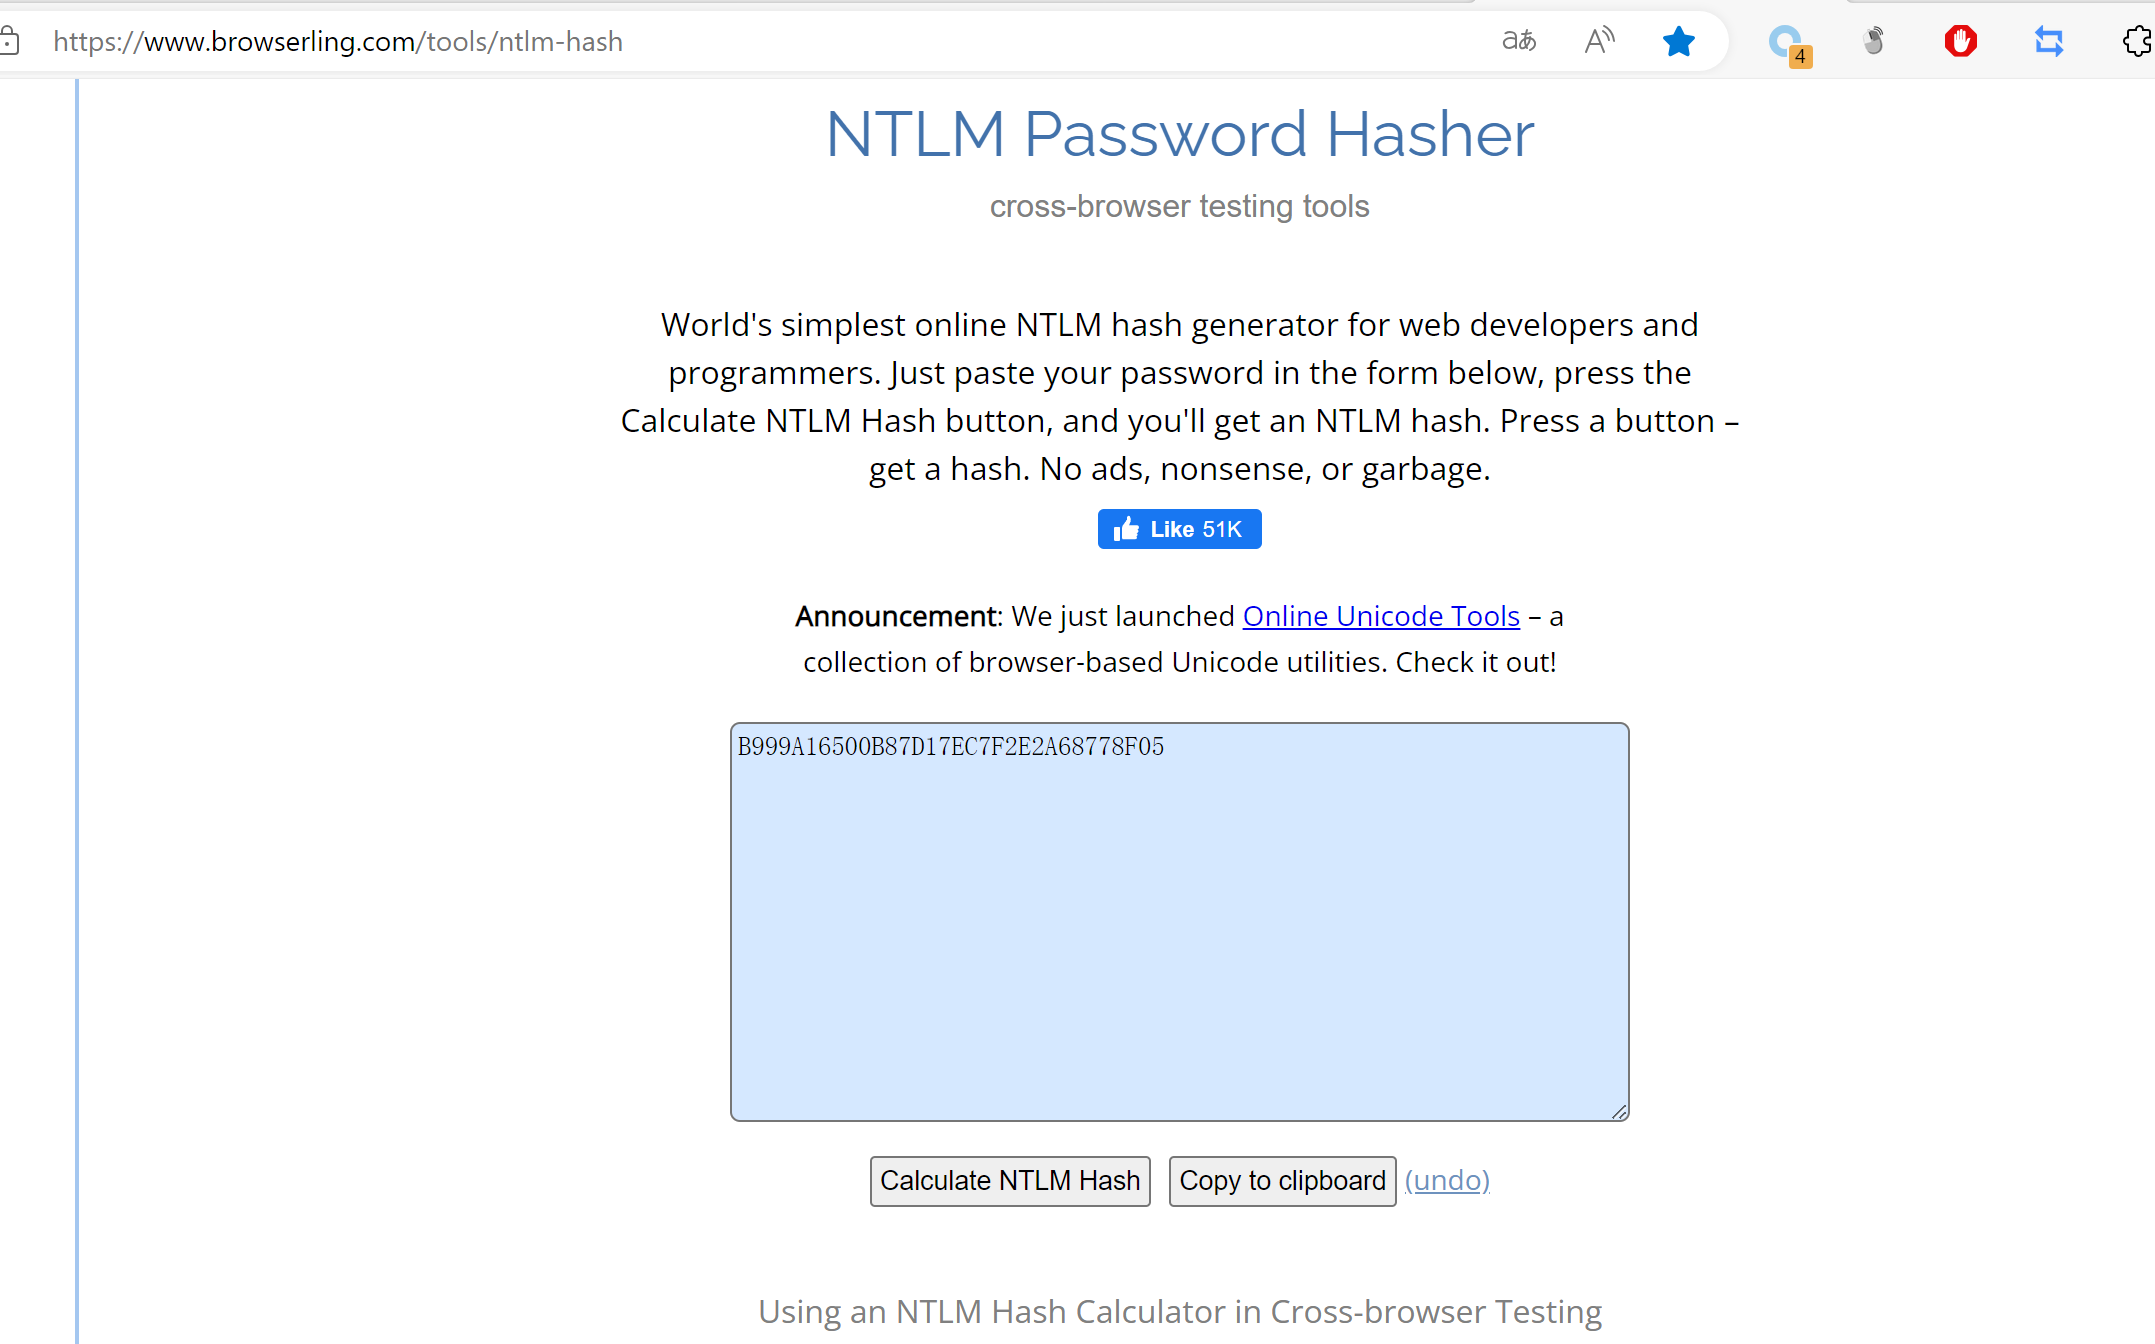 https://www.browserling.com/tools/ntlm-hash
aあ
A
4
NTLM Password Hasher
cross-browser testing tools
World's simplest online NTLM hash generator for web developers and
programmers. Just paste your password in the form below, press the
Calculate NTLM Hash button, and you'll get an NTLM hash. Press a button –
get a hash. No ads, nonsense, or garbage.
Like 51K
Announcement: We just launched Online Unicode Tools – a
collection of browser-based Unicode utilities. Check it out!
B999A16500B87D17EC7F2E2A68778F05
Calculate NTLM Hash Copy to clipboard (undo)
Using an NTLM Hash Calculator in Cross-browser Testing